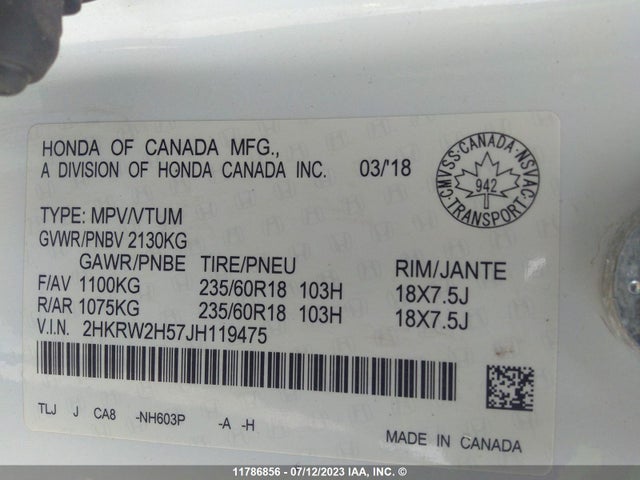 HONDA OF CANADA MFG.,
A DIVISION OF HONDA CANADA INC. 03/'18
CMVSS·CANADA·NSVAC·TRANSPORT·
942
TYPE: MPV/VTUM
GVWR/PNBV 2130KG
GAWR/PNBE TIRE/PNEU RIM/JANTE
F/AV 1100KG 235/60R18 103H 18X7.5J
R/AR 1075KG 235/60R18 103H 18X7.5J
V.I.N. 2HKRW2H57JH119475
TLJ J CA8 -NH603P -A -H
MADE IN CANADA
11786856 - 07/12/2023 IAA, INC. ©